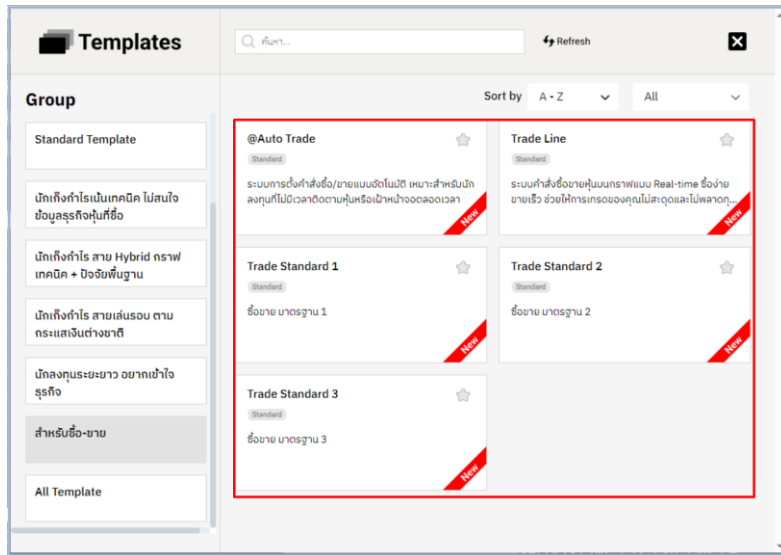 Templates
ค้นหา...
Refresh
Group
Sort by
A - Z
All
Standard Template
นักเก็งกำไรเน้นเทคนิค ไม่สนใจ
ข้อมูลธุรกิจหุ้นที่ซื้อ
นักเก็งกำไร สาย Hybrid กราฟ
เทคนิค + ปัจจัยพื้นฐาน
นักเก็งกำไร สายเล่นรอบ ตาม
กระแสเงินต่างชาติ
นักลงทุนระยะยาว อยากเข้าใจ
ธุรกิจ
สำหรับซื้อ-ขาย
All Template
@Auto Trade
Standard
ระบบการตั้งคำสั่งซื้อ/ขายแบบอัตโนมัติ เหมาะสำหรับนัก
ลงทุนที่ไม่มีเวลาติดตามหุ้นหรือเฝ้าหน้าจอตลอดเวลา
New
Trade Line
Standard
ระบบคำสั่งซื้อขายหุ้นบนกราฟแบบ Real-time ซื้อง่าย
ขายเร็ว ช่วยให้การเทรดของคุณไม่สะดุดและไม่พลาดทุ...
New
Trade Standard 1
Standard
ซื้อขาย มาตรฐาน 1
New
Trade Standard 2
Standard
ซื้อขาย มาตรฐาน 2
New
Trade Standard 3
Standard
ซื้อขาย มาตรฐาน 3
New